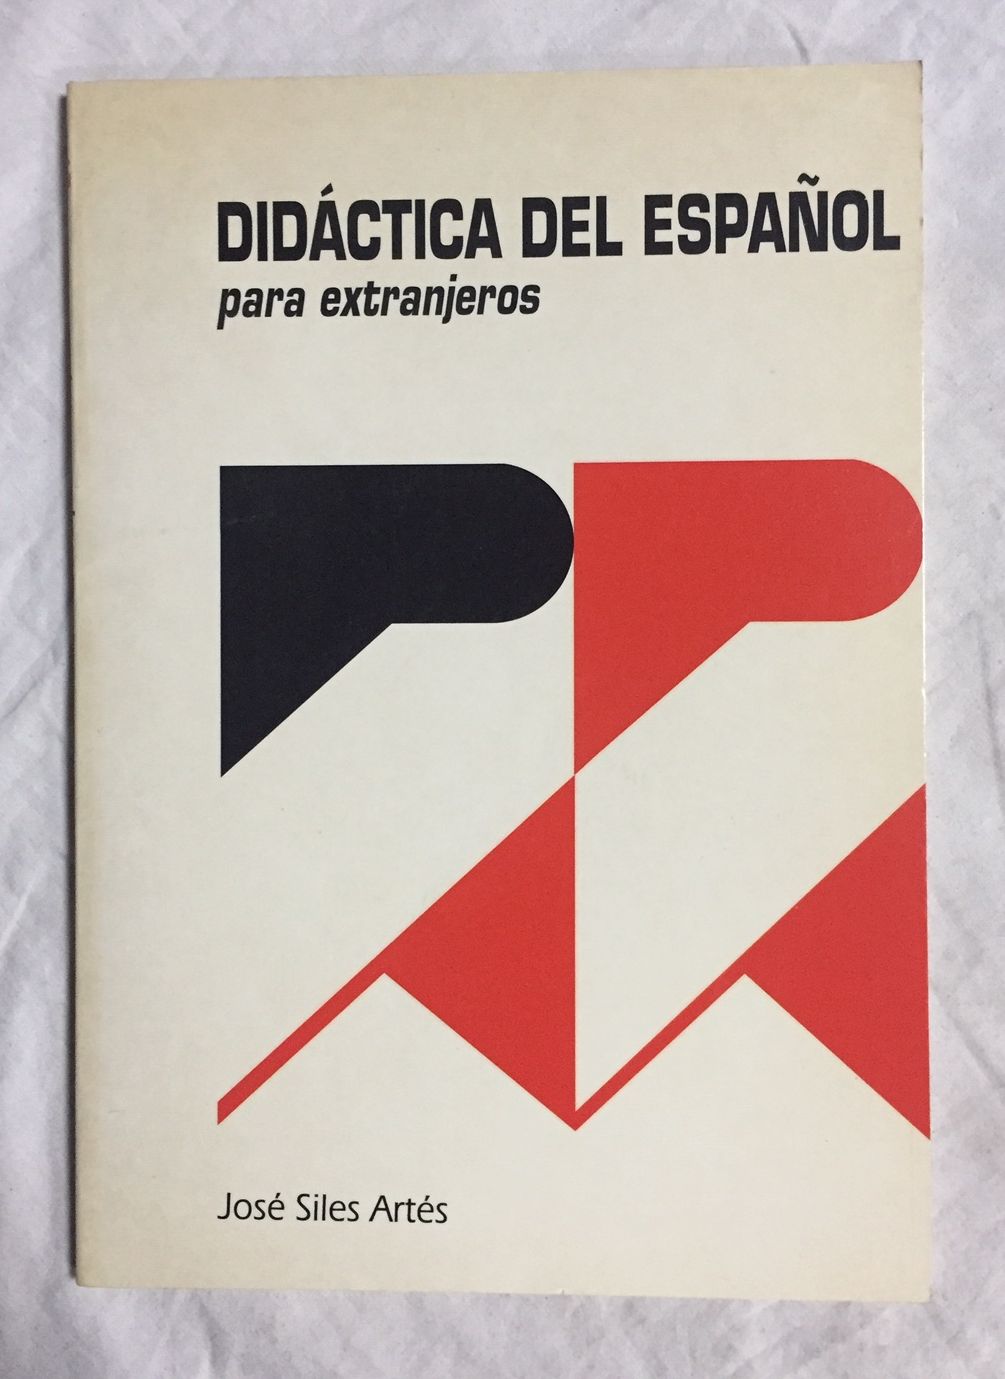 DIDÁCTICA DEL ESPAÑOL
para extranjeros
José Siles Artés